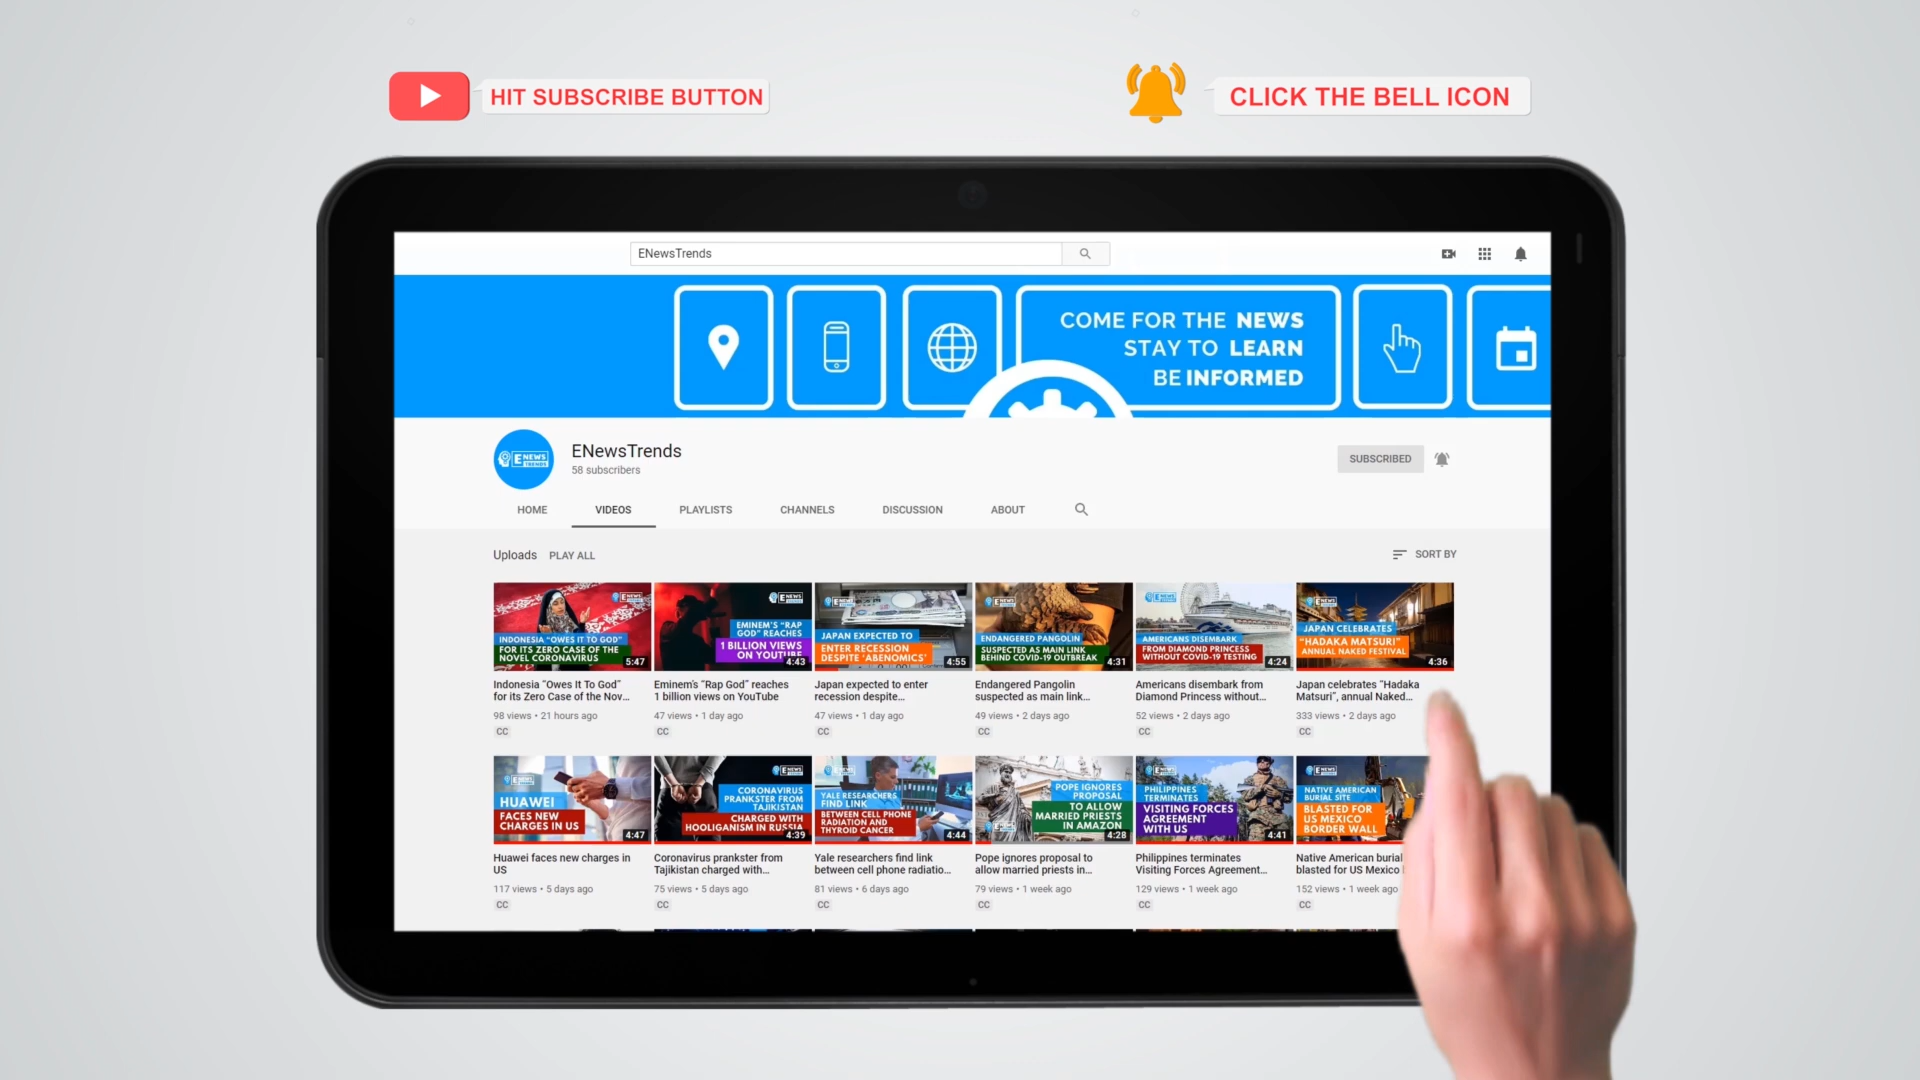 HIT SUBSCRIBE BUTTON
CLICK THE BELL ICON
ENewsTrends
COME FOR THE NEWS
STAY TO LEARN
BE INFORMED
E NEWS
TRENDS
ENewsTrends
58 subscribers
SUBSCRIBED
HOME VIDEOS PLAYLISTS CHANNELS DISCUSSION ABOUT
Uploads PLAY ALL
SORT BY
INDONESIA "OWES IT TO GOD"
FOR ITS ZERO CASE OF THE
NOVEL CORONAVIRUS
5:47
EMINEM'S "RAP
GOD" REACHES
1 BILLION VIEWS
ON YOUTUBE
4:43
JAPAN EXPECTED TO
ENTER RECESSION
DESPITE 'ABENOMICS'
4:55
ENDANGERED PANGOLIN
SUSPECTED AS MAIN LINK
BEHIND COVID-19 OUTBREAK
4:31
AMERICANS DISEMBARK
FROM DIAMOND PRINCESS
WITHOUT COVID-19 TESTING
4:24
JAPAN CELEBRATES
"HADAKA MATSURI"
ANNUAL NAKED FESTIVAL
4:36
Indonesia "Owes It To God"
for its Zero Case of the Nov...
98 views • 21 hours ago
CC
Eminem's "Rap God" reaches
1 billion views on YouTube
47 views • 1 day ago
CC
Japan expected to enter
recession despite...
47 views • 1 day ago
CC
Endangered Pangolin
suspected as main link...
49 views • 2 days ago
CC
Americans disembark from
Diamond Princess without...
52 views • 2 days ago
CC
Japan celebrates "Hadaka
Matsuri", annual Naked...
333 views • 2 days ago
CC
HUAWEI
FACES NEW
CHARGES IN US
4:47
CORONAVIRUS
PRANKSTER FROM
TAJIKISTAN
CHARGED WITH
HOOLIGANISM IN RUSSIA
4:39
YALE RESEARCHERS
FIND LINK
BETWEEN CELL PHONE
RADIATION AND
THYROID CANCER
4:44
POPE IGNORES
PROPOSAL
TO ALLOW
MARRIED PRIESTS
IN AMAZON
4:28
PHILIPPINES
TERMINATES
VISITING FORCES
AGREEMENT
WITH US
4:41
NATIVE AMERICAN
BURIAL SITE
BLASTED FOR
US MEXICO
BORDER WALL
Huawei faces new charges in
US
117 views • 5 days ago
CC
Coronavirus prankster from
Tajikistan charged with...
75 views • 5 days ago
CC
Yale researchers find link
between cell phone radiatio...
81 views • 6 days ago
CC
Pope ignores proposal to
allow married priests in...
79 views • 1 week ago
CC
Philippines terminates
Visiting Forces Agreement...
129 views • 1 week ago
CC
Native American burial
blasted for US Mexico
152 views • 1 week ago
CC